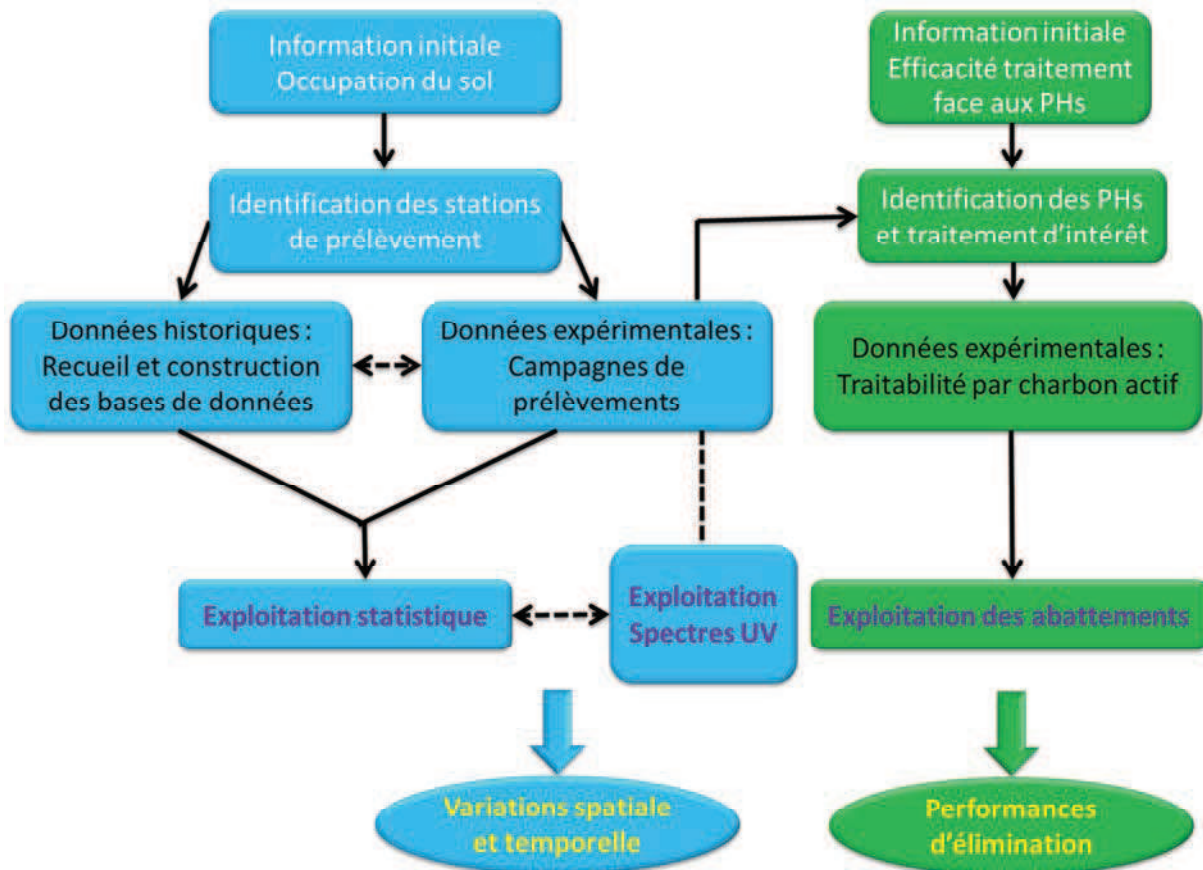 Information initiale
Occupation du sol
Information initiale
Efficacité traitement
face aux PHs
Identification des stations
de prélèvement
Identification des PHs
et traitement d'intérêt
Données historiques :
Recueil et construction
des bases de données
Données expérimentales :
Campagnes de
prélèvements
Données expérimentales :
Traitabilité par charbon actif
Exploitation statistique
Exploitation
Spectres UV
Exploitation des abattements
Variations spatiale
et temporelle
Performances
d'élimination